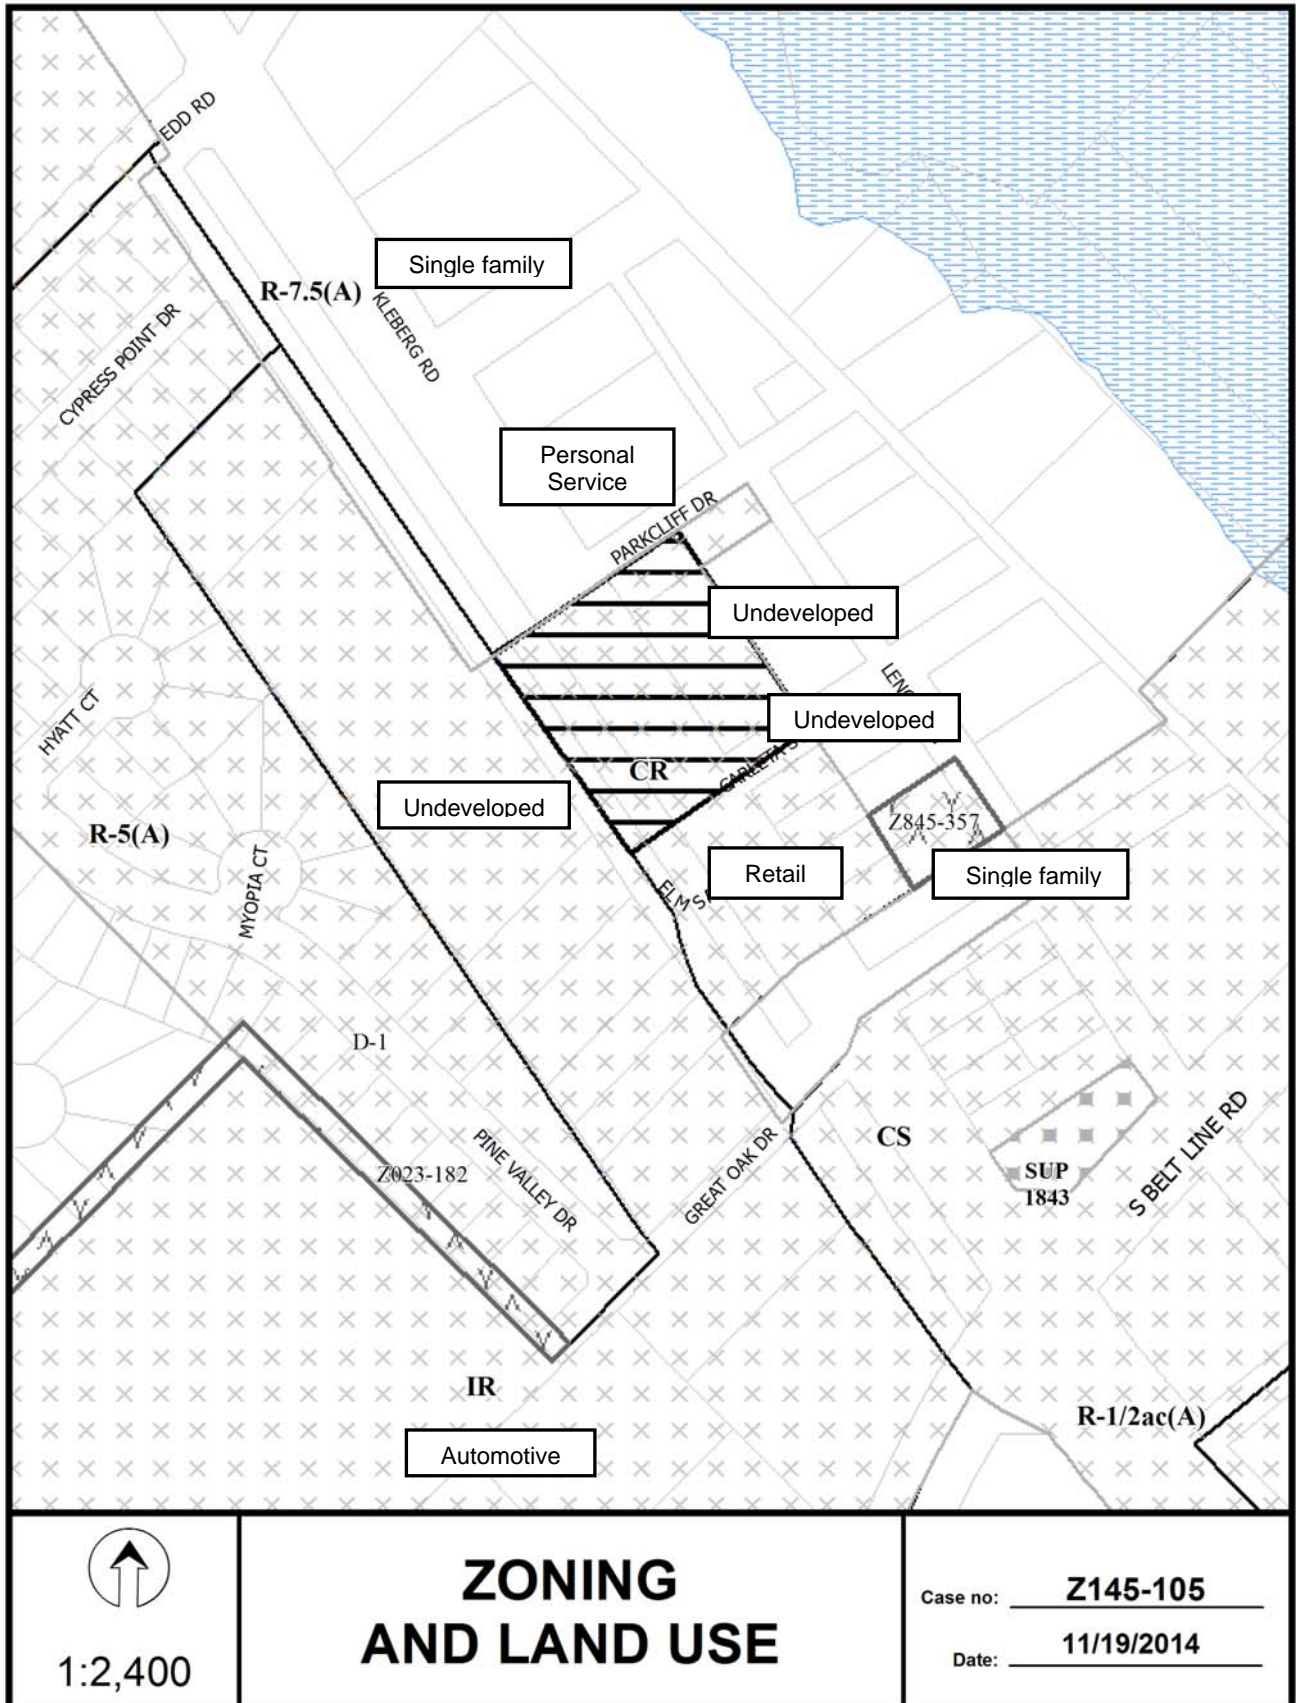 EDD RD
Single family
R-7.5(A)
KLEBERG RD
CYPRESS POINT DR
Personal
Service
PARKCLIFF DR
Undeveloped
HYATT CT
Undeveloped
CARLETA
CR
Undeveloped
Z845-357
R-5(A)
MYOPIA CT
Retail
Single family
ELM
D-1
CS
S BELT LINE RD
PINE VALLEY DR
Z023-182
GREAT OAK DR
SUP
1843
IR
R-1/2ac(A)
Automotive
1:2,400
ZONING
AND LAND USE
Case no: Z145-105
Date: 11/19/2014